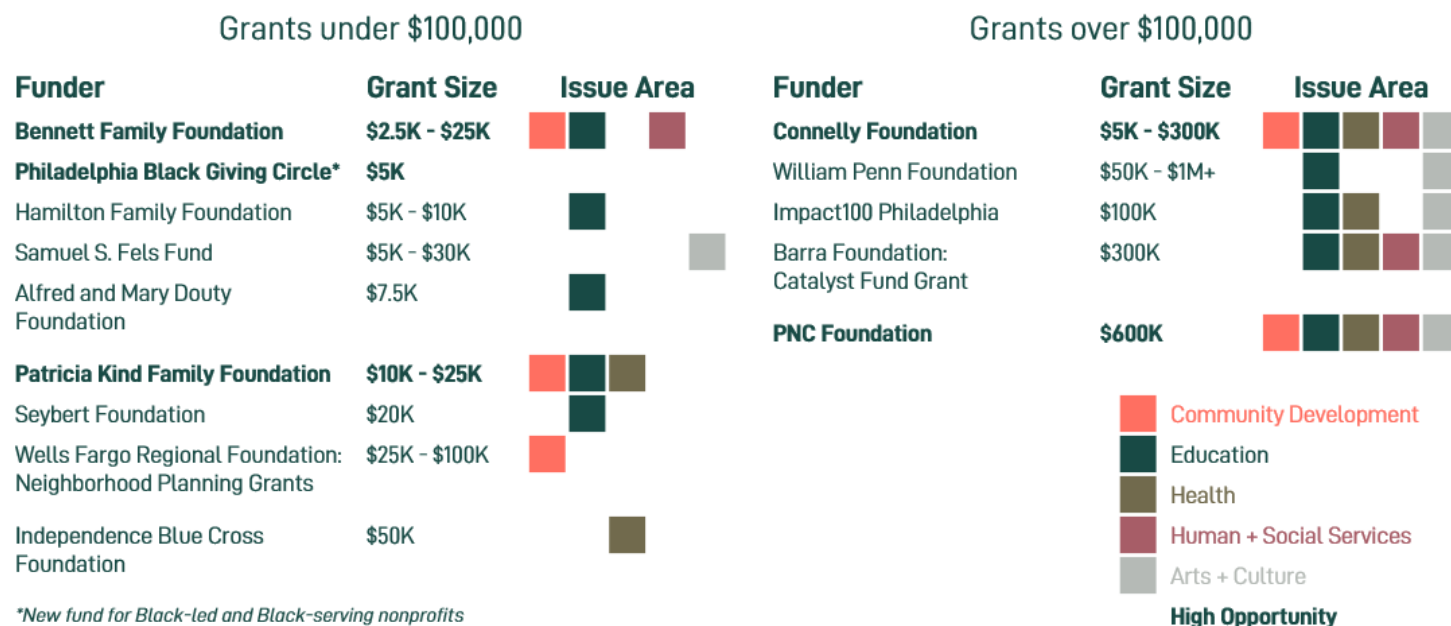 Grants under $100,000
Funder Grant Size Issue Area
Bennett Family Foundation $2.5K - $25K
Philadelphia Black Giving Circle* $5K
Hamilton Family Foundation $5K - $10K
Samuel S. Fels Fund $5K - $30K
Alfred and Mary Douty $7.5K
Foundation
Patricia Kind Family Foundation $10K - $25K
Seybert Foundation $20K
Wells Fargo Regional Foundation: $25K - $100K
Neighborhood Planning Grants
Independence Blue Cross $50K
Foundation
*New fund for Black-led and Black-serving nonprofits
Grants over $100,000
Funder Grant Size Issue Area
Connelly Foundation $5K - $300K
William Penn Foundation $50K - $1M+
Impact100 Philadelphia $100K
Barra Foundation: $300K
Catalyst Fund Grant
PNC Foundation $600K
Community Development
Education
Health
Human + Social Services
Arts + Culture
High Opportunity